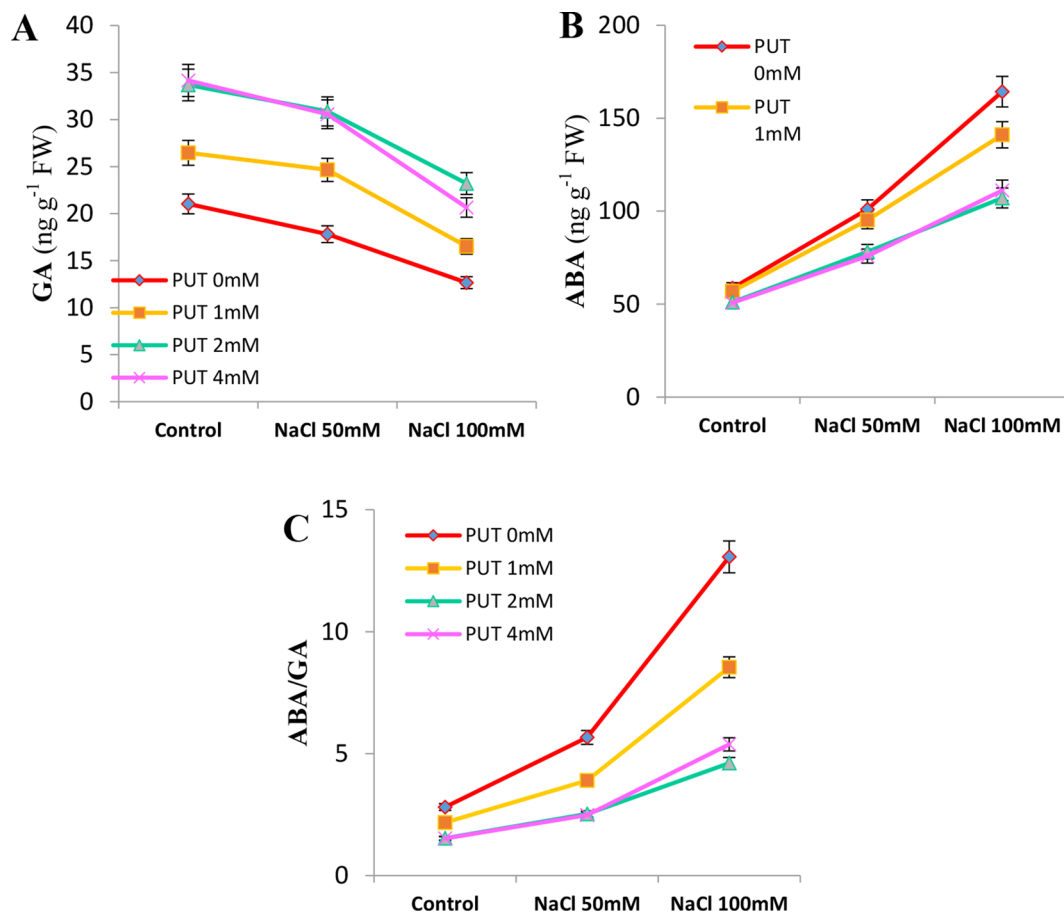 A
GA (ng g⁻¹ FW)
40
35
30
25
20
15
10
5
0
PUT 0mM
PUT 1mM
PUT 2mM
PUT 4mM
Control NaCl 50mM NaCl 100mM
B
ABA (ng g⁻¹ FW)
200
150
100
50
0
PUT
0mM
PUT
1mM
Control NaCl 50mM NaCl 100mM
C
ABA/GA
15
10
5
0
PUT 0mM
PUT 1mM
PUT 2mM
PUT 4mM
Control NaCl 50mM NaCl 100mM